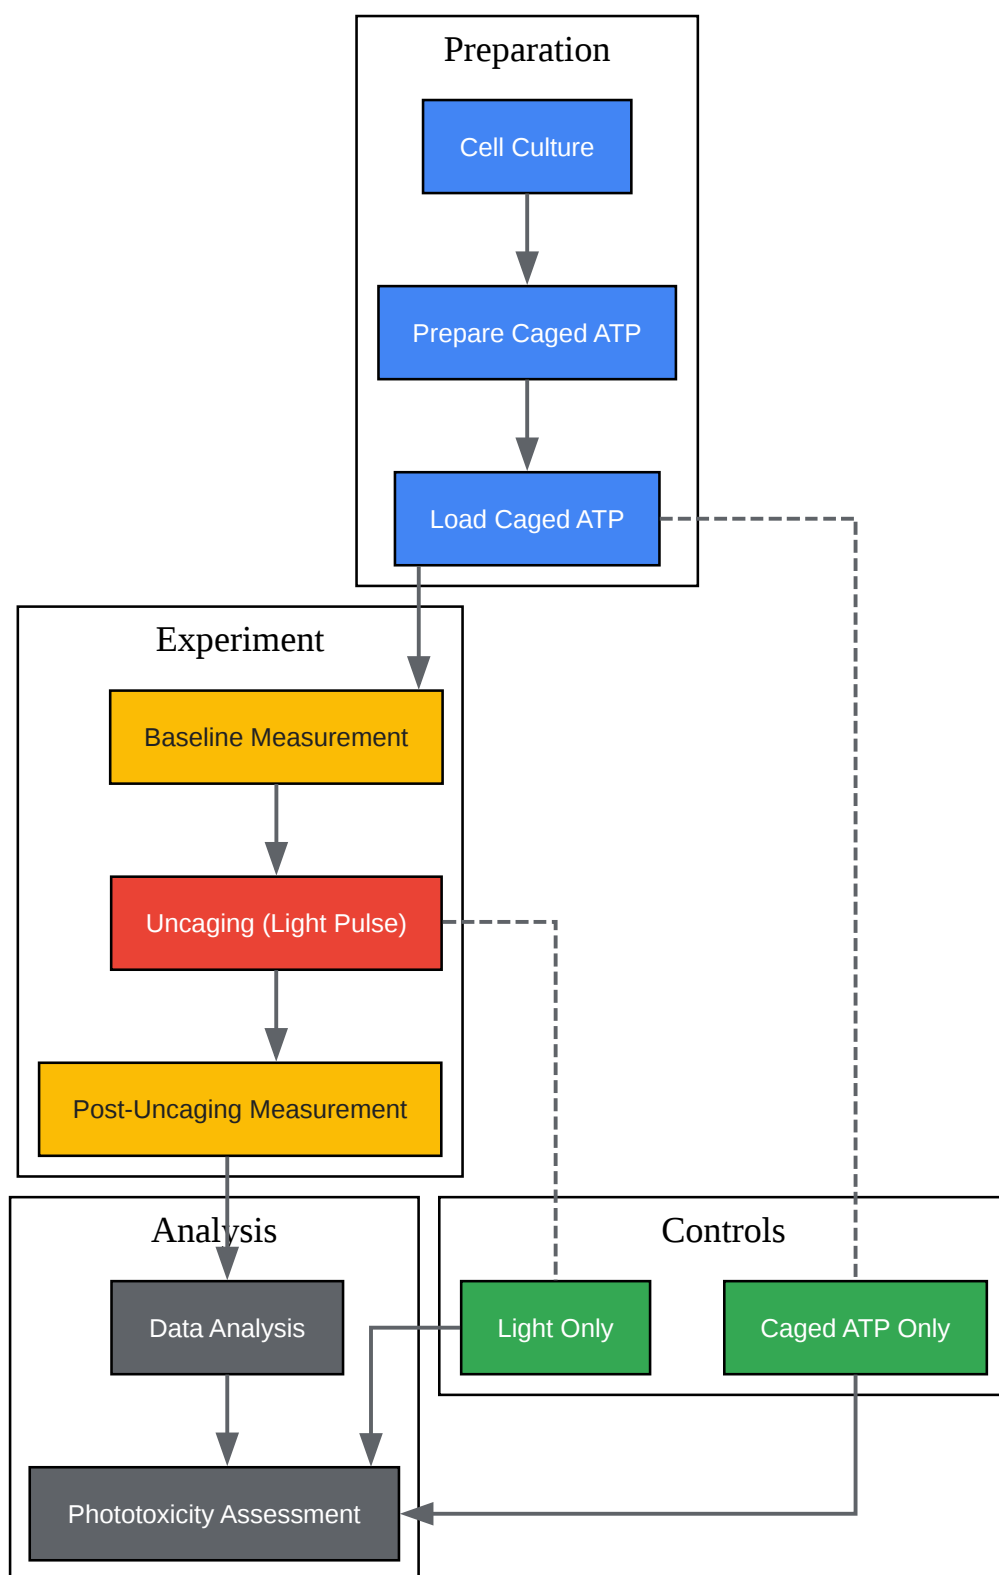 Preparation
Cell Culture
Prepare Caged ATP
Load Caged ATP
Experiment
Baseline Measurement
Uncaging (Light Pulse)
Post-Uncaging Measurement
Analysis
Data Analysis
Phototoxicity Assessment
Controls
Light Only
Caged ATP Only